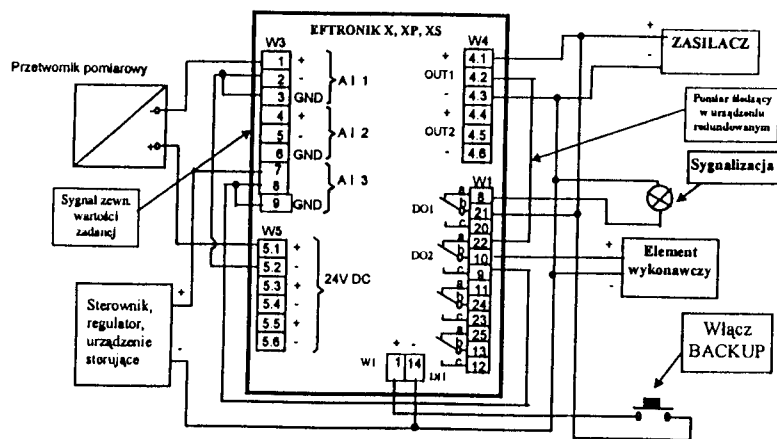 EFTRONIK X, XP, XS
W3
1 +
2 -
3 GND
A I 1
4 +
5 -
6 GND
A I 2
7
8
9 GND
A I 3
W5
5.1 +
5.2 -
5.3 +
5.4 -
5.5 +
5.6 -
24V DC
W4
+ 4.1
OUT1 4.2
- 4.3
+ 4.4
OUT2 4.5
- 4.6
W1
DO1
a 8
b 21
c 20
DO2
a 22
b 10
c 9
a 11
b 24
c 23
a 25
b 13
c 12
+ -
W1 1 14
Przetwornik pomiarowy
-
+
Sygnał zewn.
wartości
zadanej
Sterownik,
regulator,
urządzenie
sterujące
+
-
+
-
ZASILACZ
Pomiar śledzący
w urządzeniu
redundowanym
Sygnalizacja
+
-
Element
wykonawczy
Włącz
BACKUP